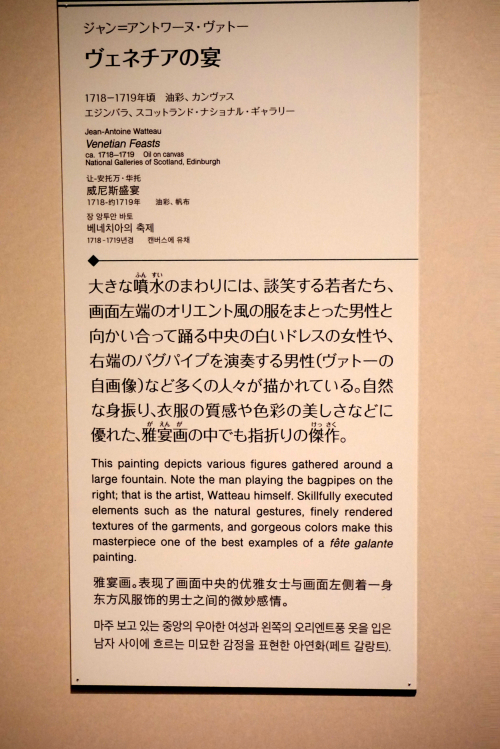 ジャン=アントワーヌ・ヴァトー
ヴェネチアの宴
1718−1719年頃　油彩、カンヴァス
エジンバラ、スコットランド・ナショナル・ギャラリー
Jean-Antoine Watteau
Venetian Feasts
ca. 1718–1719　Oil on canvas
National Galleries of Scotland, Edinburgh
让-安托万・华托
威尼斯盛宴
1718-约1719年　油彩、帆布
장 앙투안 바토
베네치아의 축제
1718-1719년경　캔버스에 유채
ふん すい
大きな噴水のまわりには、談笑する若者たち、
画面左端のオリエント風の服をまとった男性と
向かい合って踊る中央の白いドレスの女性や、
右端のバグパイプを演奏する男性(ヴァトーの
自画像)など多くの人々が描かれている。自然
な身振り、衣服の質感や色彩の美しさなどに
が えん が　けっ さく
優れた、雅宴画の中でも指折りの傑作。
This painting depicts various figures gathered around a
large fountain. Note the man playing the bagpipes on the
right; that is the artist, Watteau himself. Skillfully executed
elements such as the natural gestures, finely rendered
textures of the garments, and gorgeous colors make this
masterpiece one of the best examples of a fête galante
painting.
雅宴画。表现了画面中央的优雅女士与画面左侧着一身
东方风服饰的男士之间的微妙感情。
마주 보고 있는 중앙의 우아한 여성과 왼쪽의 오리엔트풍 옷을 입은
남자 사이에 흐르는 미묘한 감정을 표현한 아연화(페트 갈랑트).